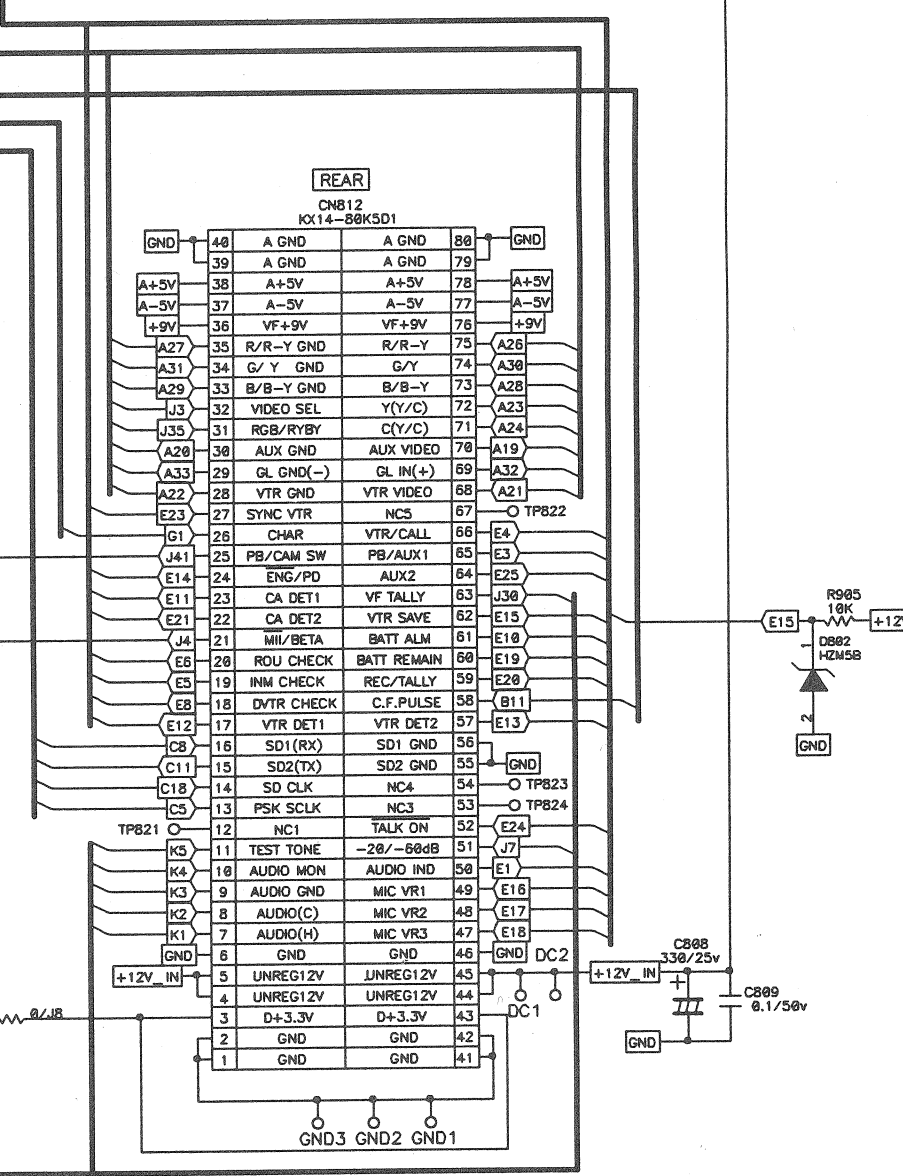 REAR
CN812
KX14-80K5D1
GND 40 A GND A GND 80 GND
39 A GND A GND 79
A+5V 38 A+5V A+5V 78 A+5V
A-5V 37 A-5V A-5V 77 A-5V
+9V 36 VF+9V VF+9V 76 +9V
A27 35 R/R-Y GND R/R-Y 75 A26
A31 34 G/ Y GND G/Y 74 A30
A29 33 B/B-Y GND B/B-Y 73 A28
J3 32 VIDEO SEL Y(Y/C) 72 A23
J35 31 RGB/RYBY C(Y/C) 71 A24
A20 30 AUX GND AUX VIDEO 70 A19
A33 29 GL GND(-) GL IN(+) 69 A32
A22 28 VTR GND VTR VIDEO 68 A21
E23 27 SYNC VTR NC5 67 TP822
G1 26 CHAR VTR/CALL 66 E4
J41 25 PB/CAM SW PB/AUX1 65 E3
E14 24 ENG/PD AUX2 64 E25
E11 23 CA DET1 VF TALLY 63 J30
E21 22 CA DET2 VTR SAVE 62 E15
J4 21 MII/BETA BATT ALM 61 E10
E6 20 ROU CHECK BATT REMAIN 60 E19
E5 19 INM CHECK REC/TALLY 59 E20
E8 18 DVTR CHECK C.F.PULSE 58 B11
E12 17 VTR DET1 VTR DET2 57 E13
C8 16 SD1(RX) SD1 GND 56
C11 15 SD2(TX) SD2 GND 55 GND
C18 14 SD CLK NC4 54 TP823
C5 13 PSK SCLK NC3 53 TP824
TP821 12 NC1 TALK ON 52 E24
K5 11 TEST TONE -20/-60dB 51 J7
K4 10 AUDIO MON AUDIO IND 50 E1
K3 9 AUDIO GND MIC VR1 49 E16
K2 8 AUDIO(C) MIC VR2 48 E17
K1 7 AUDIO(H) MIC VR3 47 E18
GND 6 GND GND 46 GND
+12V_IN 5 UNREG12V UNREG12V 45
4 UNREG12V UNREG12V 44
3 D+3.3V D+3.3V 43
2 GND GND 42
1 GND GND 41
0/J8
GND3 GND2 GND1
DC2
DC1
+12V_IN
C808
330/25v
+
C809
0.1/50v
GND
E15
R905
10K
+12V
1
D802
HZM5B
2
GND